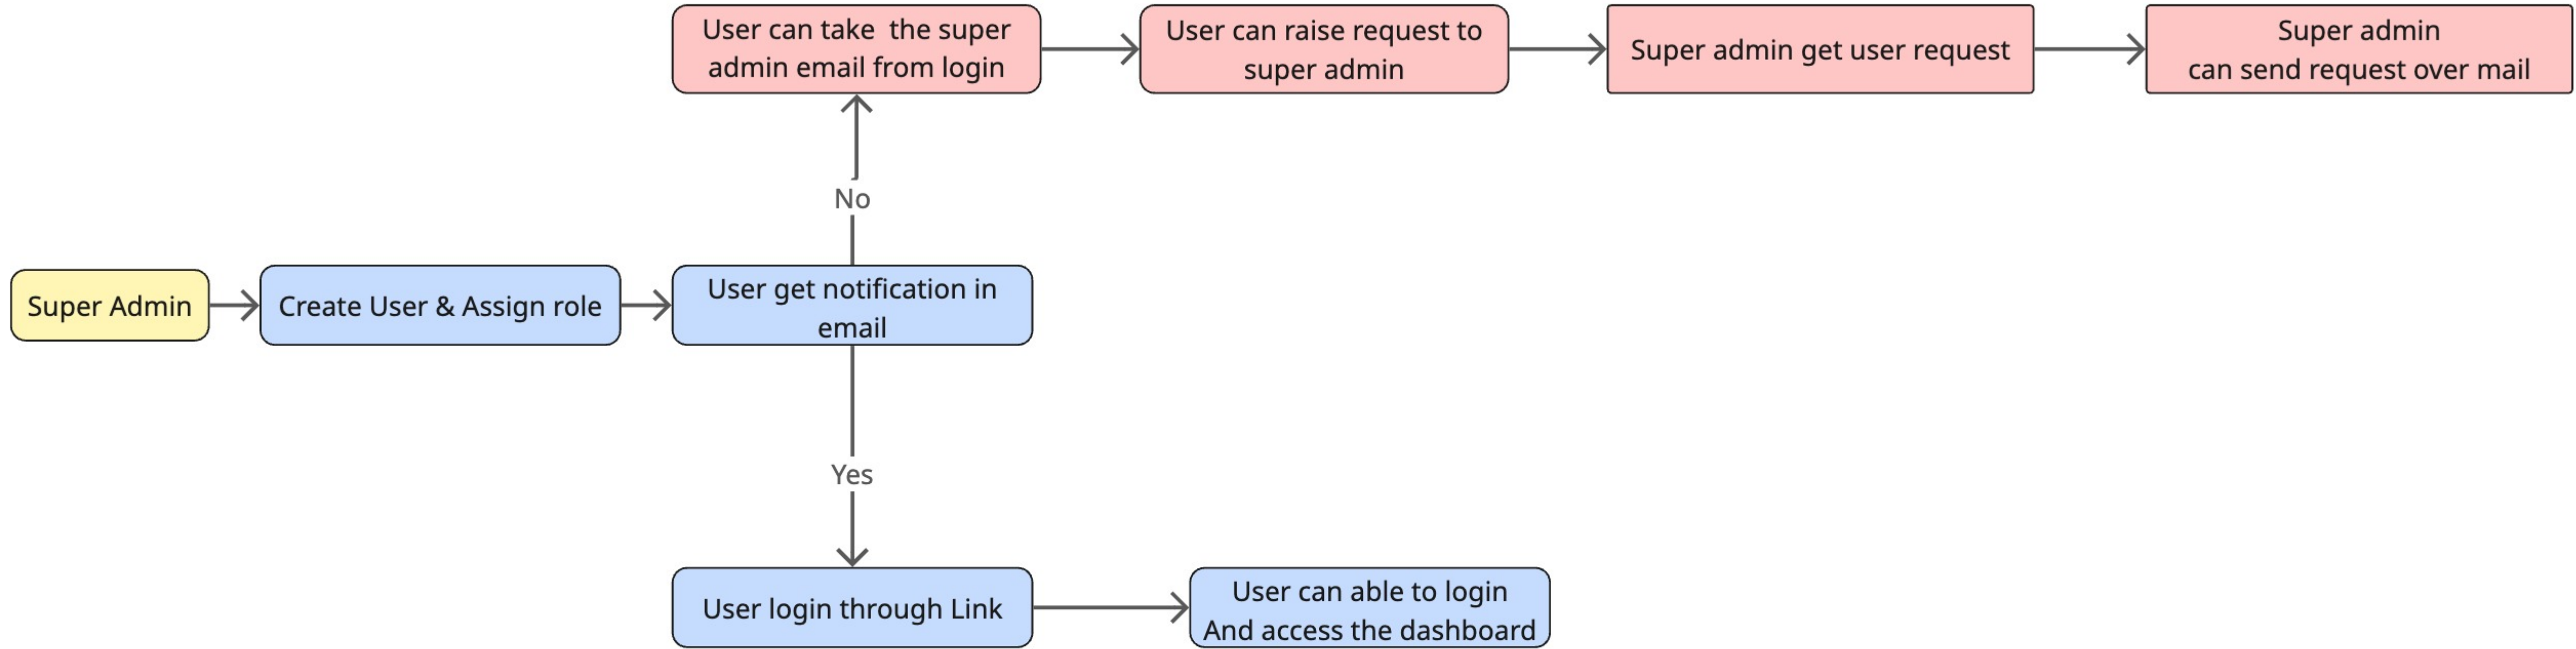 User can take  the super
admin email from login
User can raise request to
super admin
Super admin get user request
Super admin
can send request over mail
No
Super Admin
Create User & Assign role
User get notification in
email
Yes
User login through Link
User can able to login
And access the dashboard